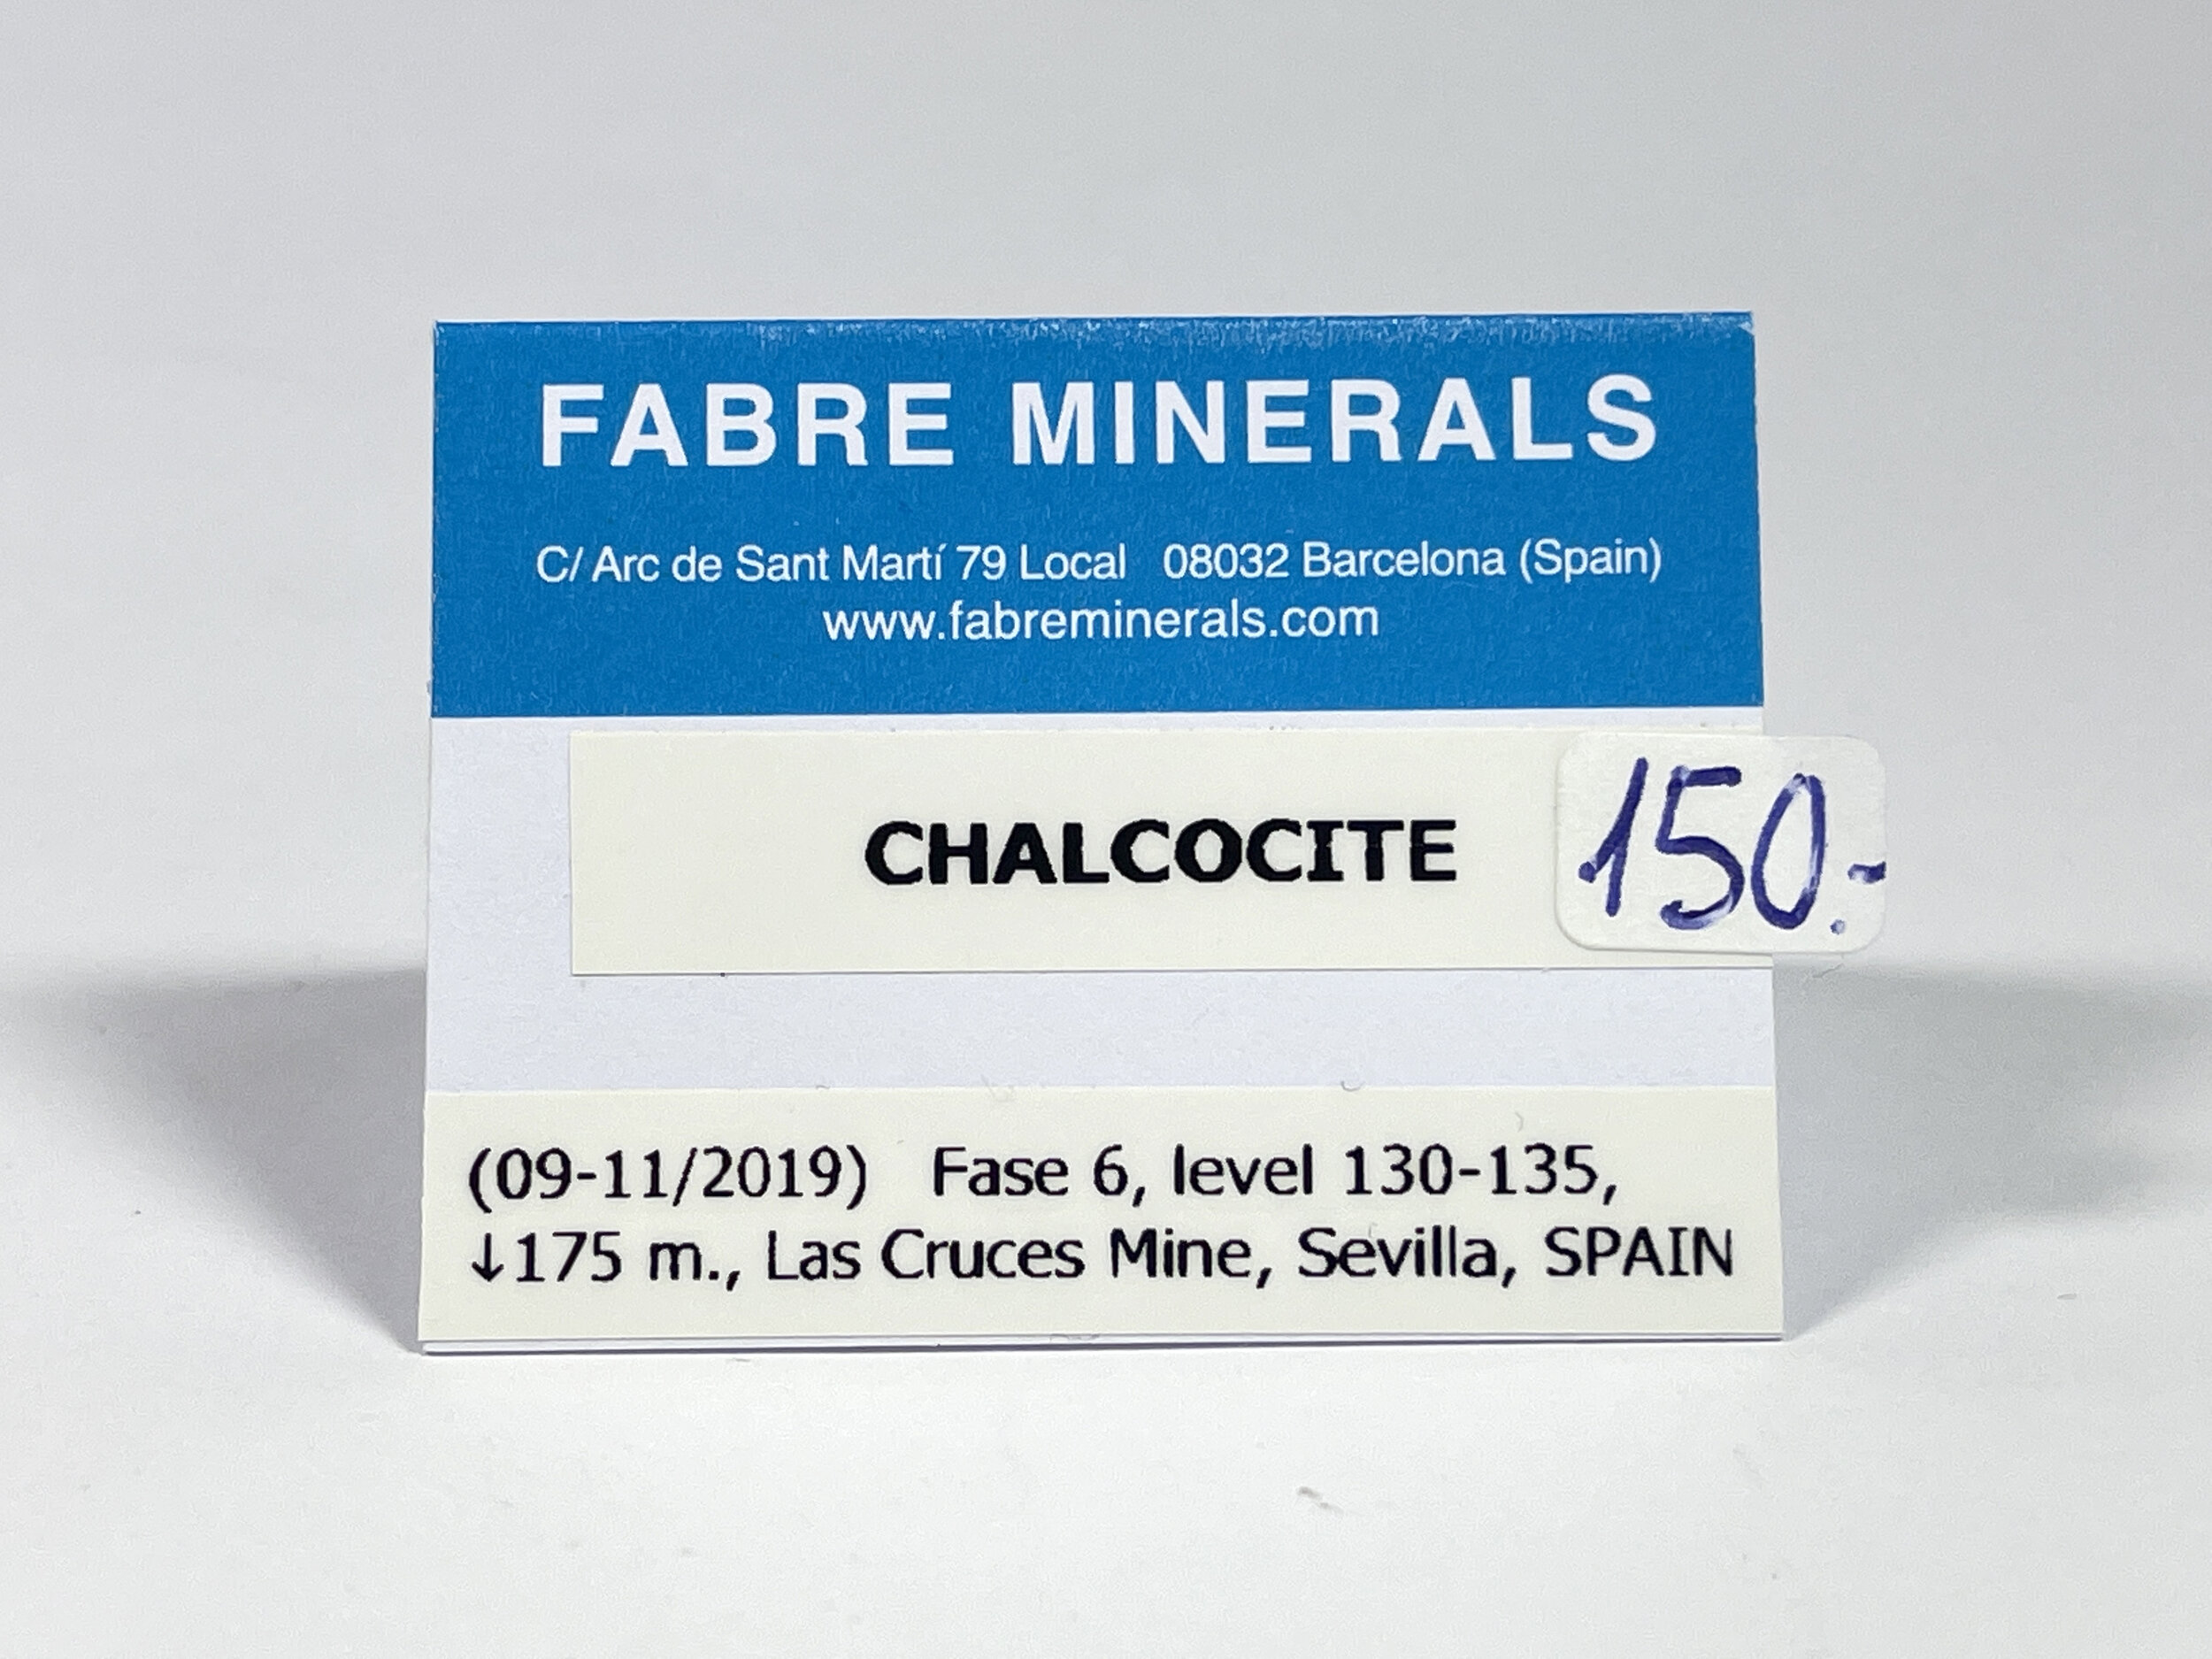 FABRE MINERALS
C/ Arc de Sant Martí 79 Local   08032 Barcelona (Spain)
www.fabreminerals.com
CHALCOCITE
150.-
(09-11/2019)   Fase 6, level 130-135,
↓175 m., Las Cruces Mine, Sevilla, SPAIN